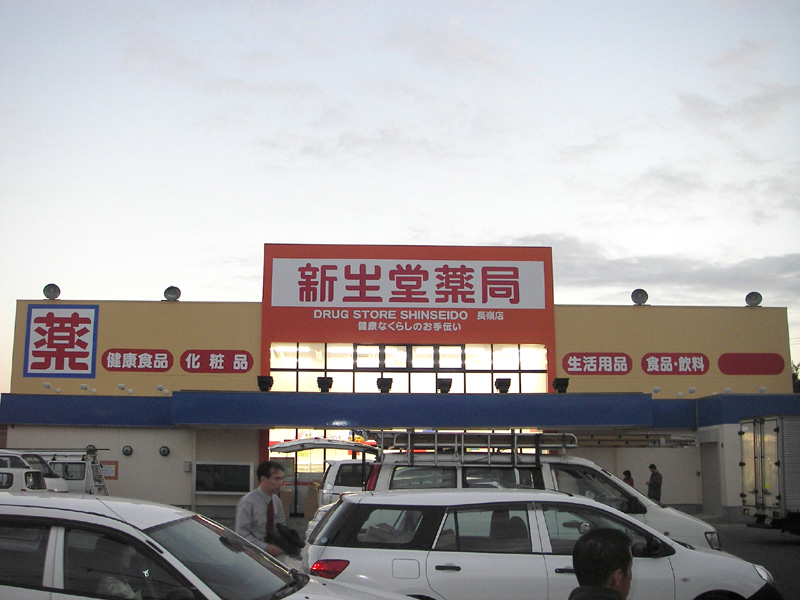 新生堂薬局
DRUG STORE SHINSEIDO 長嶺店
健康なくらしのお手伝い
薬
健康食品
化粧品
生活用品
食品・飲料